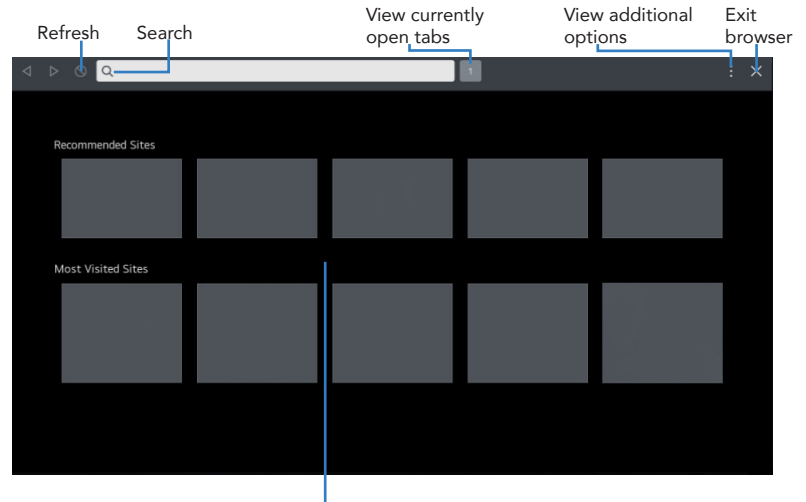 View currently
open tabs
View additional
options
Exit
browser
Refresh
Search
1
Recommended Sites
Most Visited Sites